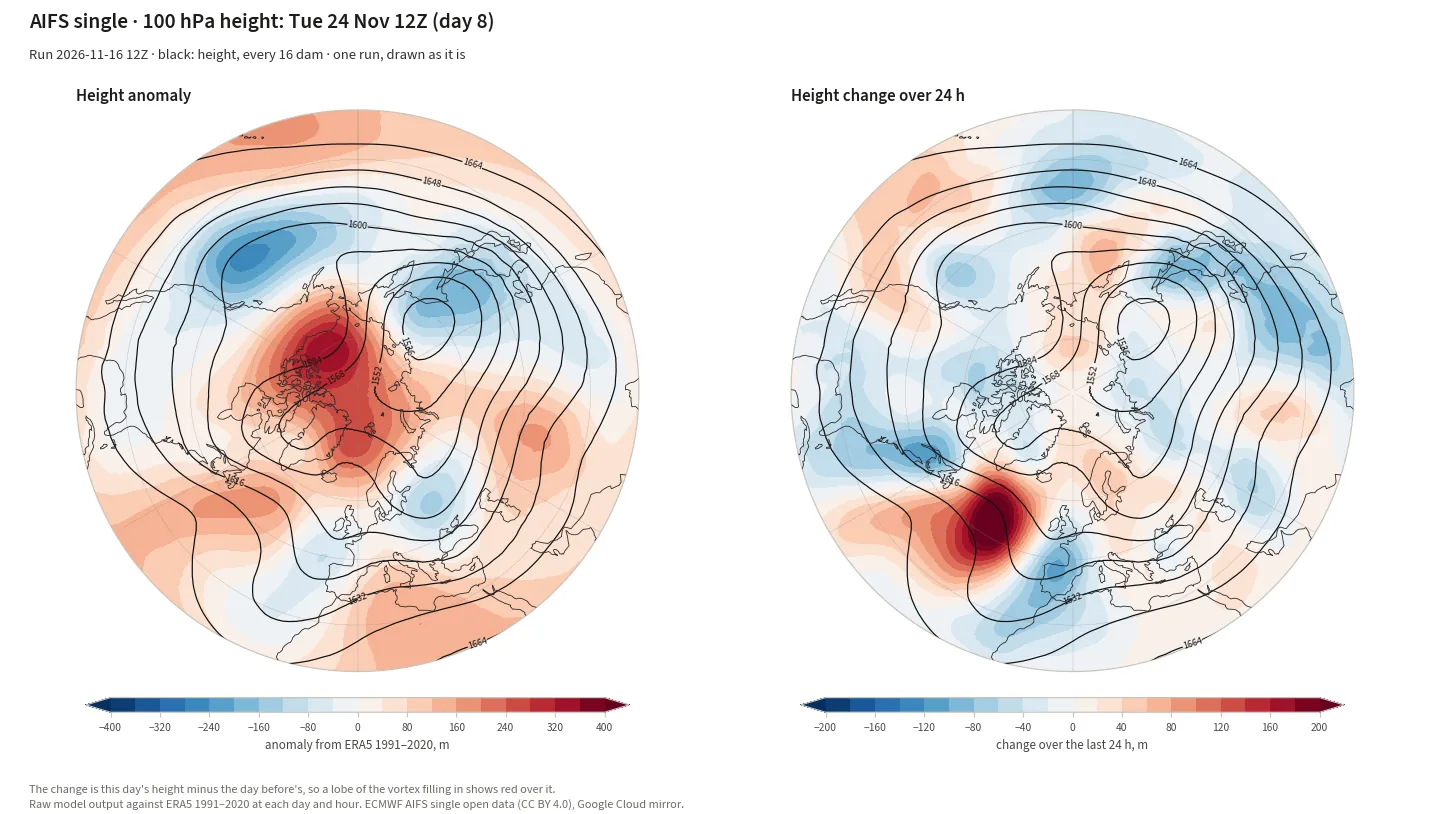 AIFS single · 100 hPa height: Tue 24 Nov 12Z (day 8)
Run 2026-11-16 12Z · black: height, every 16 dam · one run, drawn as it is
Height anomaly
Height change over 24 h
1664
1648
1600
1536
1584
1568
1552
1616
1632
1664
1664
1648
1600
1536
1584
1568
1552
1616
1632
1664
−400 −320 −240 −160 −80 0 80 160 240 320 400
anomaly from ERA5 1991–2020, m
−200 −160 −120 −80 −40 0 40 80 120 160 200
change over the last 24 h, m
The change is this day's height minus the day before's, so a lobe of the vortex filling in shows red over it.
Raw model output against ERA5 1991–2020 at each day and hour. ECMWF AIFS single open data (CC BY 4.0), Google Cloud mirror.